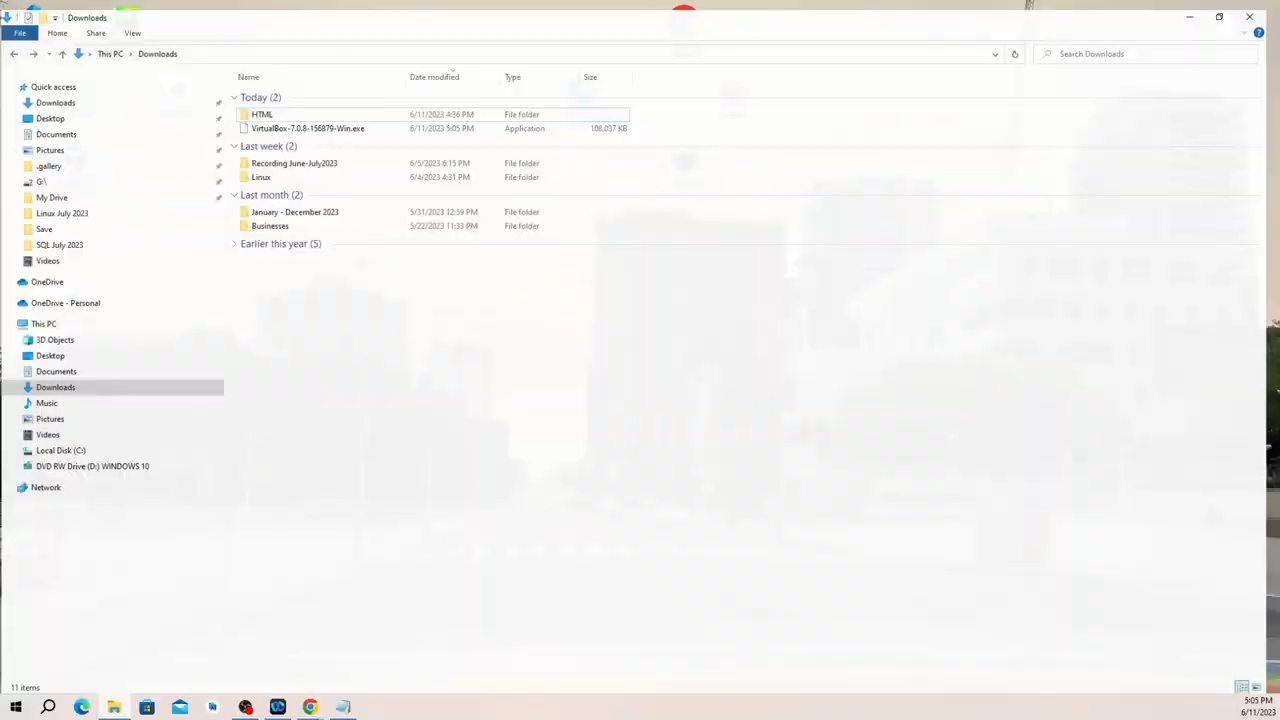 Downloads
File Home Share View
This PC Downloads Search Downloads
Name Date modified Type Size
Quick access
Downloads
Desktop
Documents
Pictures
.gallery
G:\
My Drive
Linux July 2023
Save
SQL July 2023
Videos
OneDrive
OneDrive - Personal
This PC
3D Objects
Desktop
Documents
Downloads
Music
Pictures
Videos
Local Disk (C:)
DVD RW Drive (D:) WINDOWS 10
Network
Today (2)
HTML 6/11/2023 4:36 PM File folder
VirtualBox-7.0.8-156879-Win.exe 6/11/2023 5:05 PM Application 108,037 KB
Last week (2)
Recording June-July2023 6/5/2023 6:15 PM File folder
Linux 6/4/2023 4:31 PM File folder
Last month (2)
January - December 2023 5/31/2023 12:59 PM File folder
Businesses 5/22/2023 11:33 PM File folder
Earlier this year (5)
11 items
5:05 PM
6/11/2023